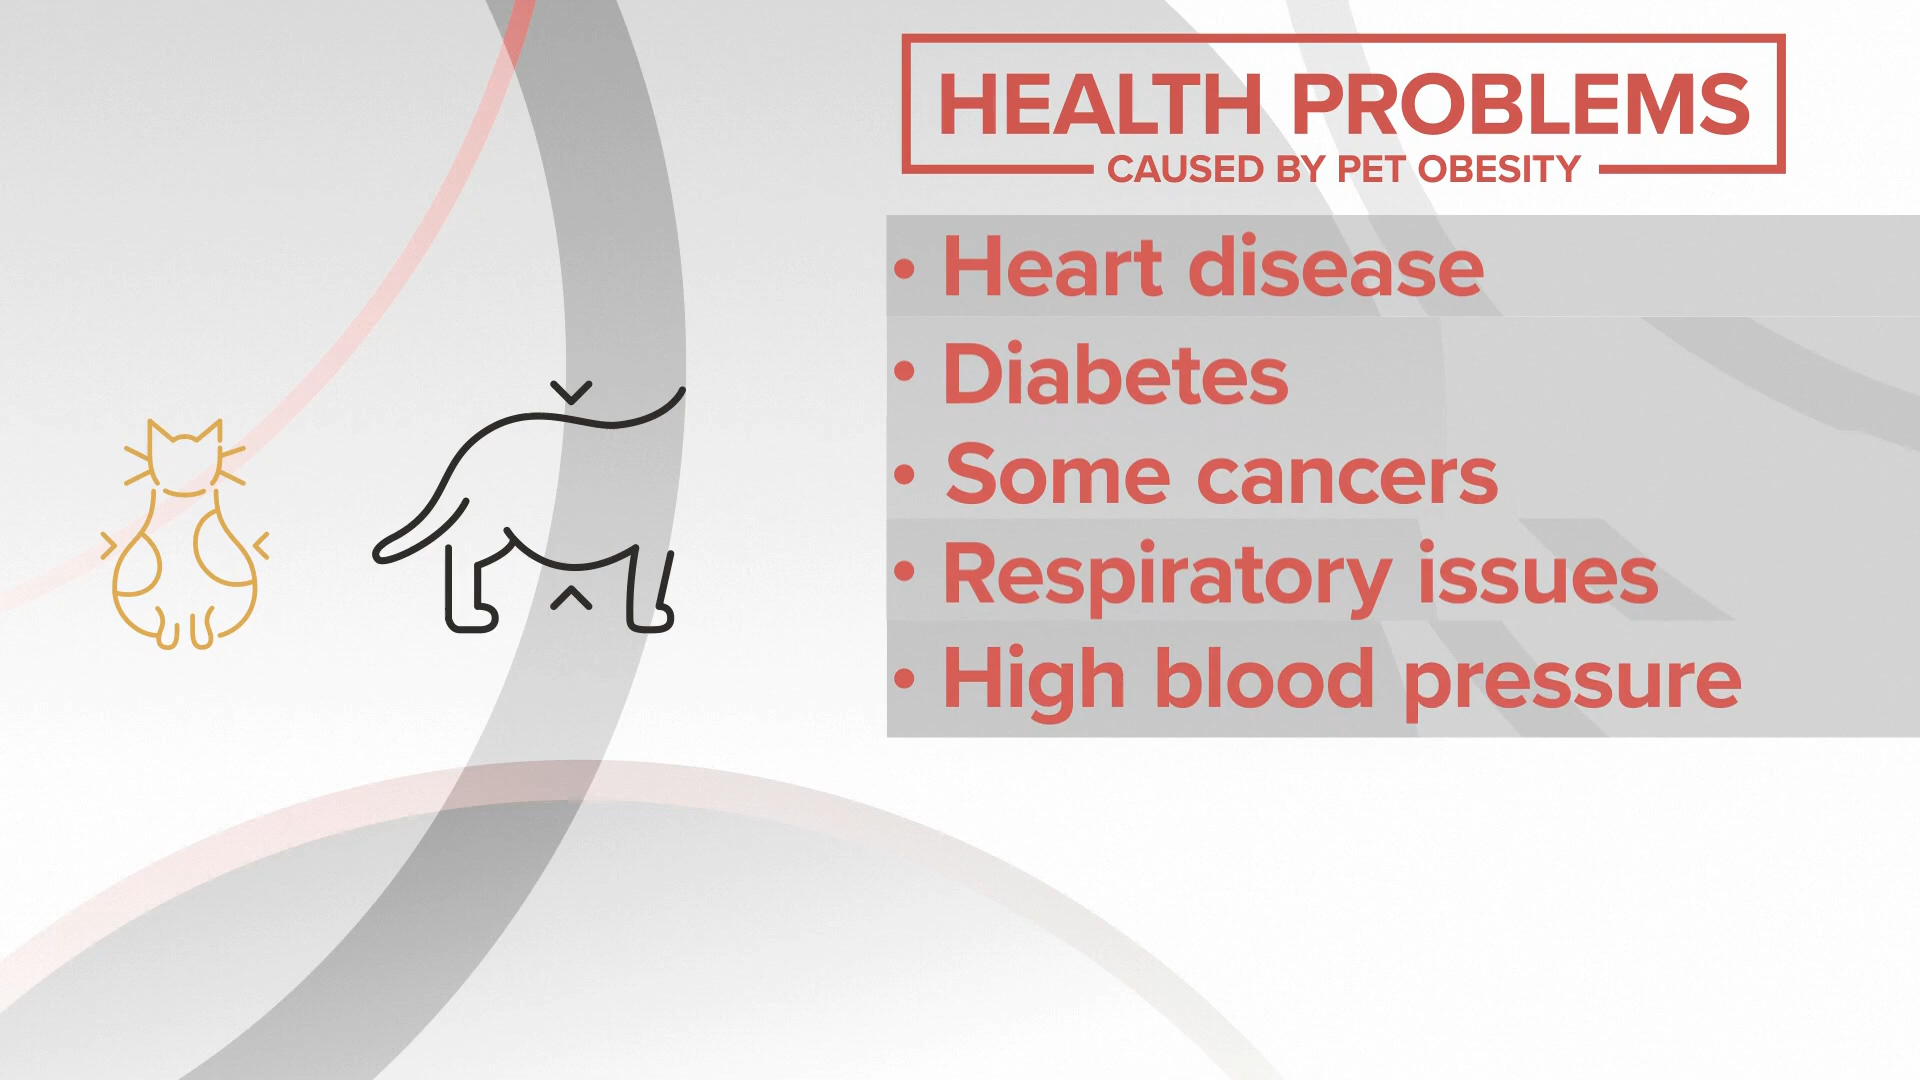 HEALTH PROBLEMS
CAUSED BY PET OBESITY
• Heart disease
• Diabetes
• Some cancers
• Respiratory issues
• High blood pressure